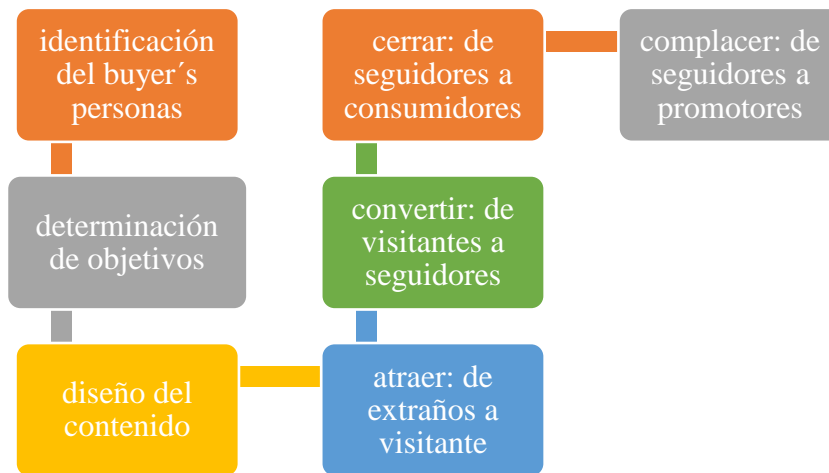 identificación
del buyer´s
personas
determinación
de objetivos
diseño del
contenido
atraer: de
extraños a
visitante
convertir: de
visitantes a
seguidores
cerrar: de
seguidores a
consumidores
complacer: de
seguidores a
promotores